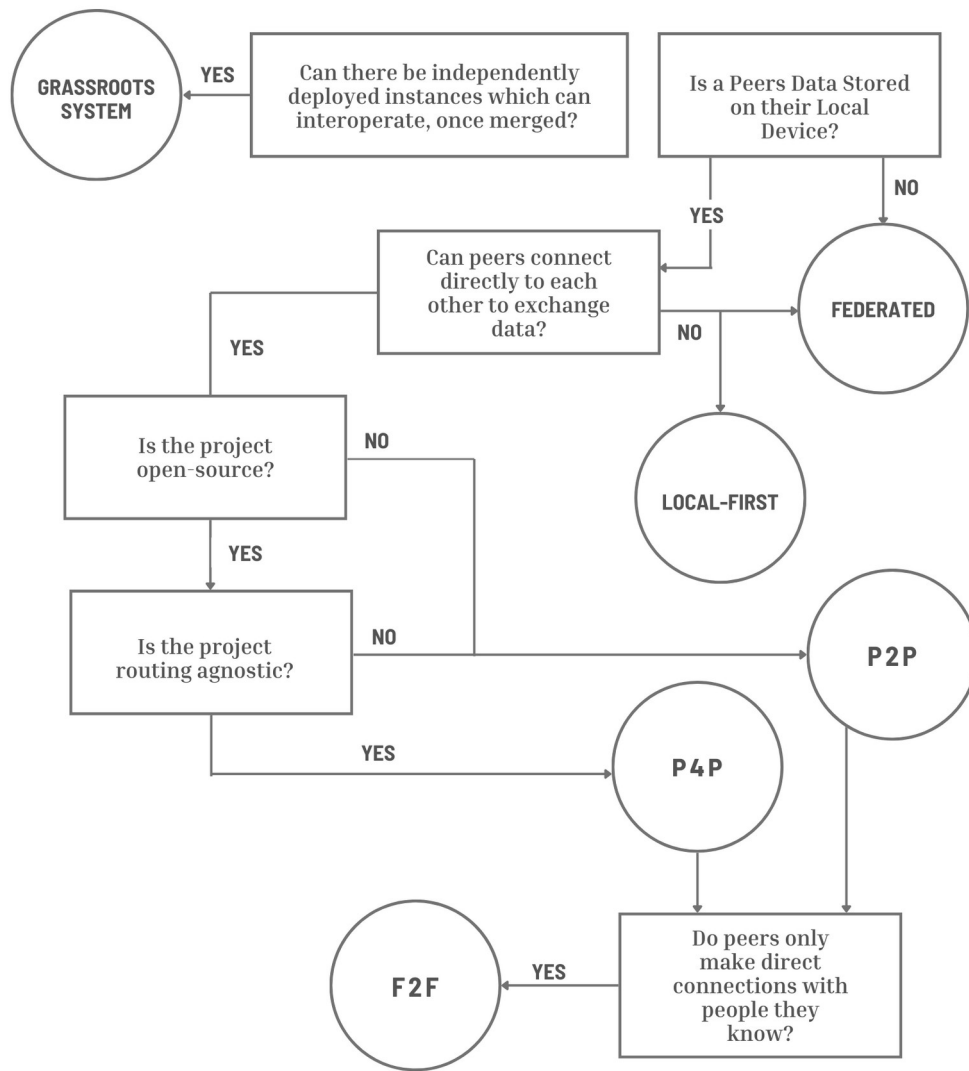 GRASSROOTS
SYSTEM
YES
Can there be independently
deployed instances which can
interoperate, once merged?
Is a Peers Data Stored
on their Local
Device?
NO
YES
Can peers connect
directly to each
other to exchange
data?
FEDERATED
NO
YES
Is the project
open-source?
NO
LOCAL-FIRST
YES
Is the project
routing agnostic?
NO
P2P
YES
P4P
Do peers only
make direct
connections with
people they
know?
YES
F2F